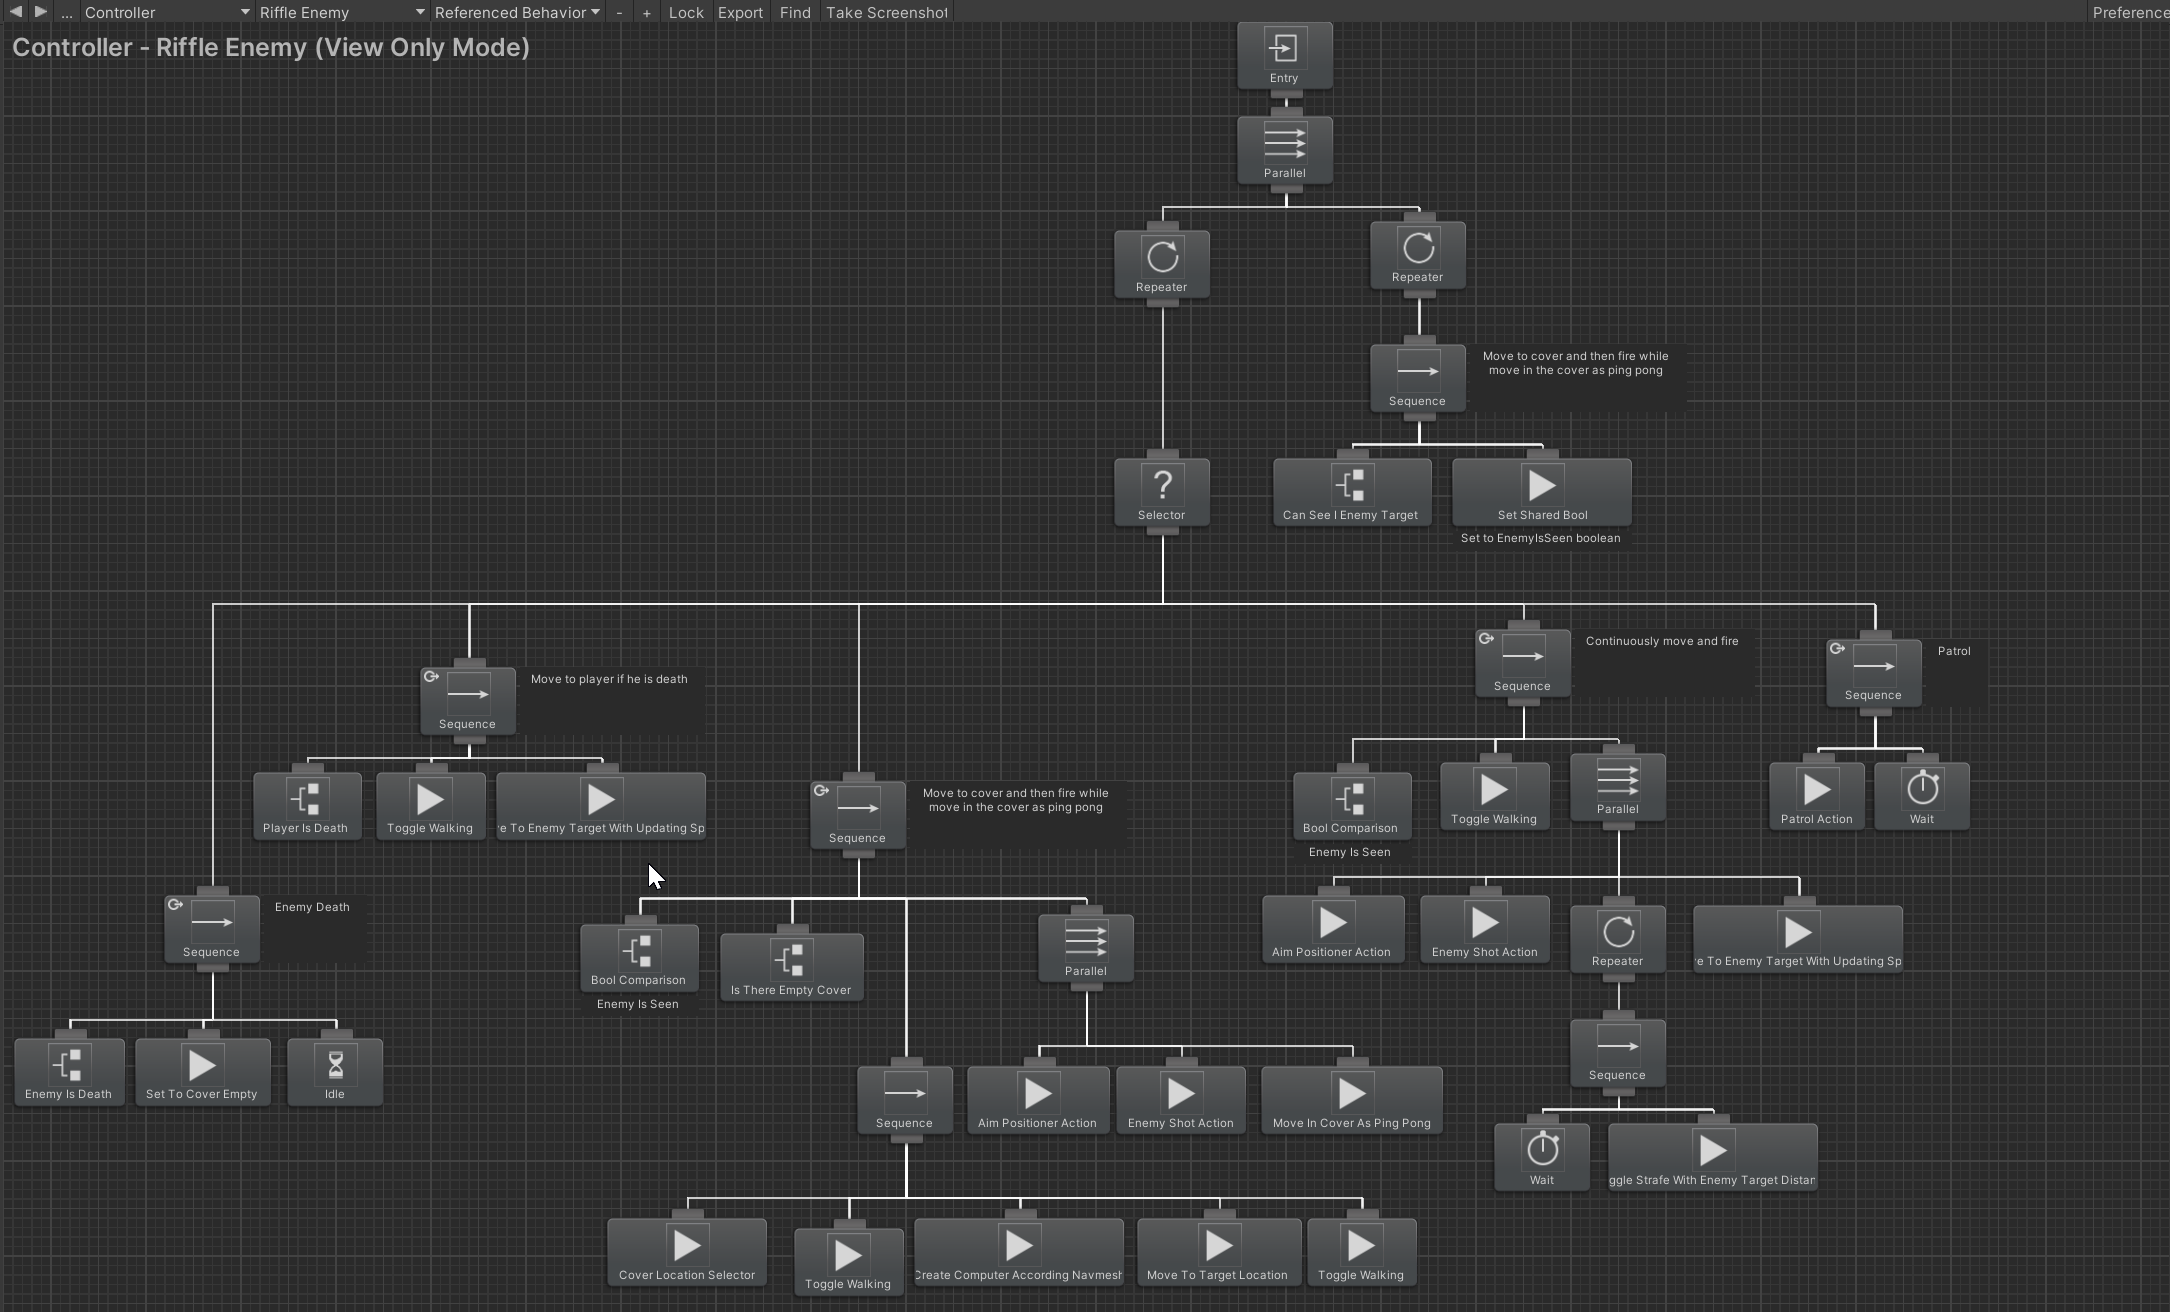 ... Controller Riffle Enemy Referenced Behavior - + Lock Export Find Take Screenshot Preference
Controller - Riffle Enemy (View Only Mode)
Entry
Parallel
Repeater
Repeater
Sequence
Move to cover and then fire while
move in the cover as ping pong
Selector
Can See I Enemy Target
Set Shared Bool
Set to EnemyIsSeen boolean
Sequence
Move to player if he is death
Player Is Death
Toggle Walking
e To Enemy Target With Updating Sp
Sequence
Enemy Death
Enemy Is Death
Set To Cover Empty
Idle
Sequence
Move to cover and then fire while
move in the cover as ping pong
Bool Comparison
Enemy Is Seen
Is There Empty Cover
Parallel
Sequence
Aim Positioner Action
Enemy Shot Action
Move In Cover As Ping Pong
Cover Location Selector
Toggle Walking
Create Computer According Navmesh
Move To Target Location
Toggle Walking
Sequence
Continuously move and fire
Bool Comparison
Enemy Is Seen
Toggle Walking
Parallel
Aim Positioner Action
Enemy Shot Action
Repeater
e To Enemy Target With Updating Sp
Sequence
Wait
ggle Strafe With Enemy Target Distan
Sequence
Patrol
Patrol Action
Wait